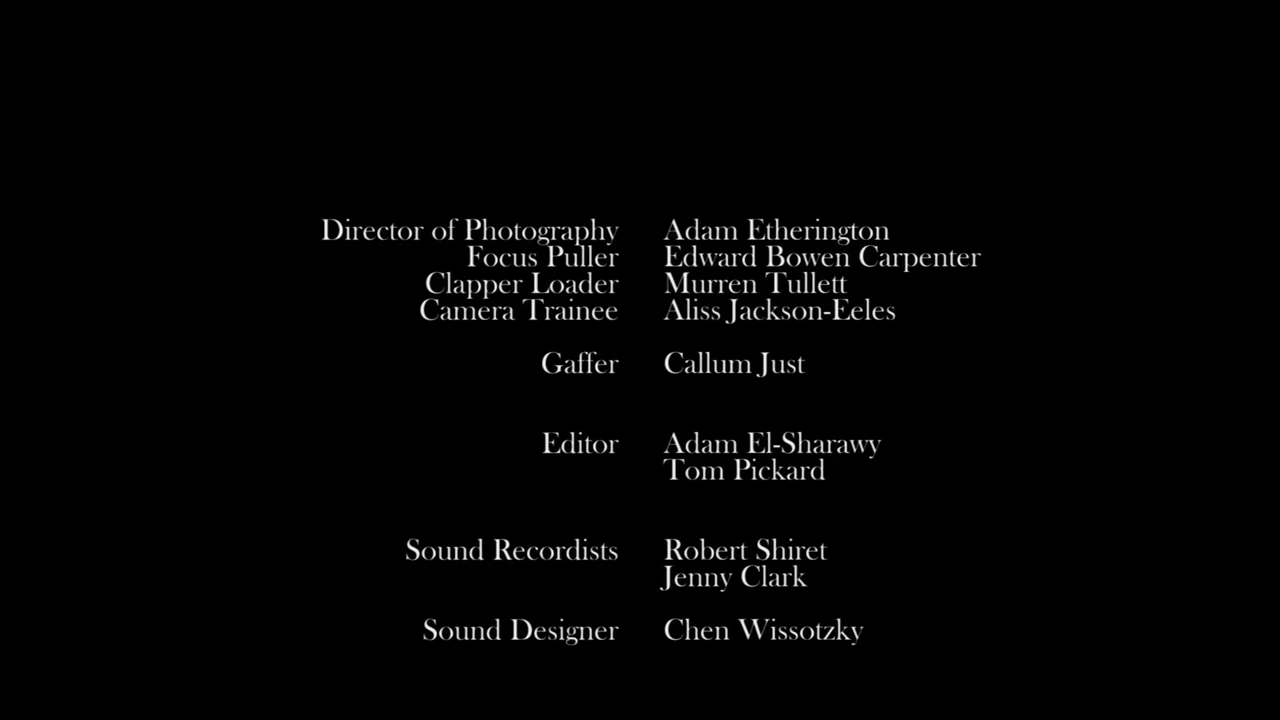 Director of Photography Adam Etherington
Focus Puller Edward Bowen Carpenter
Clapper Loader Murren Tullett
Camera Trainee Aliss Jackson-Eeles
Gaffer Callum Just
Editor Adam El-Sharawy
Tom Pickard
Sound Recordists Robert Shiret
Jenny Clark
Sound Designer Chen Wissotzky